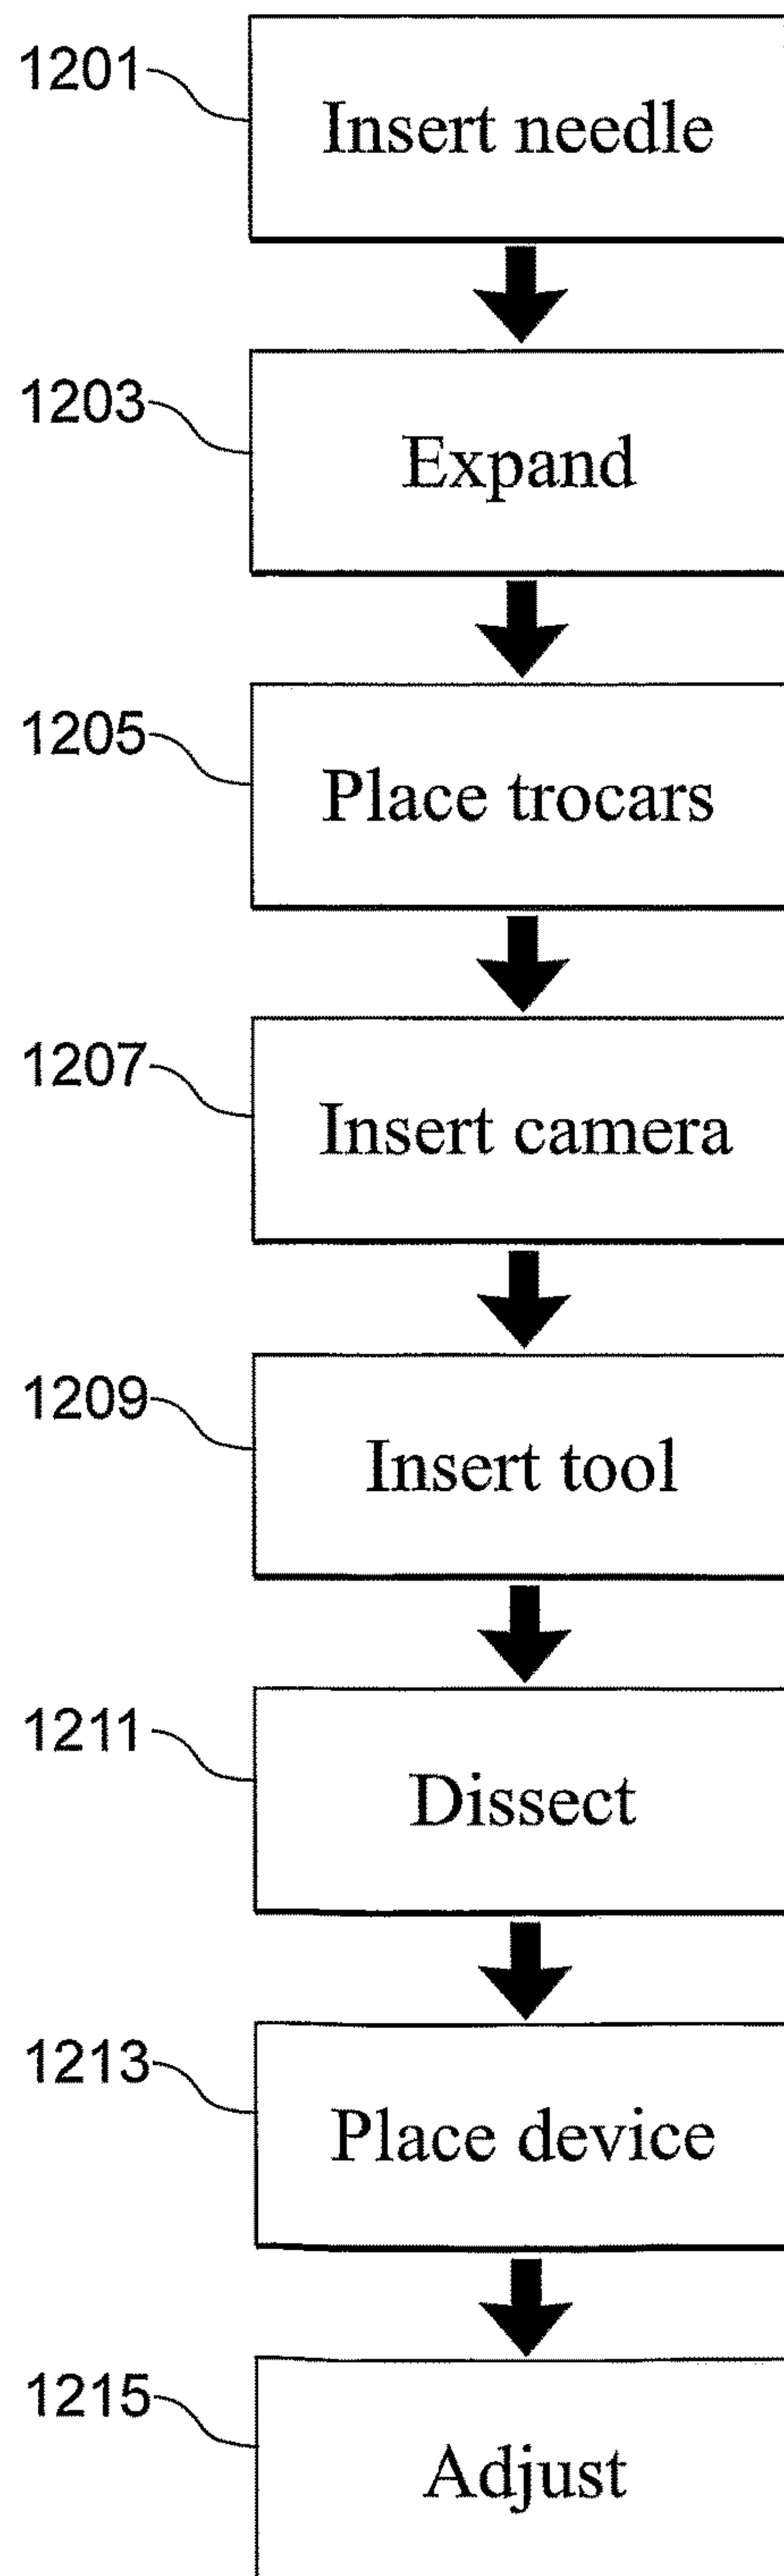 1201
Insert needle
1203
Expand
1205
Place trocars
1207
Insert camera
1209
Insert tool
1211
Dissect
1213
Place device
1215
Adjust